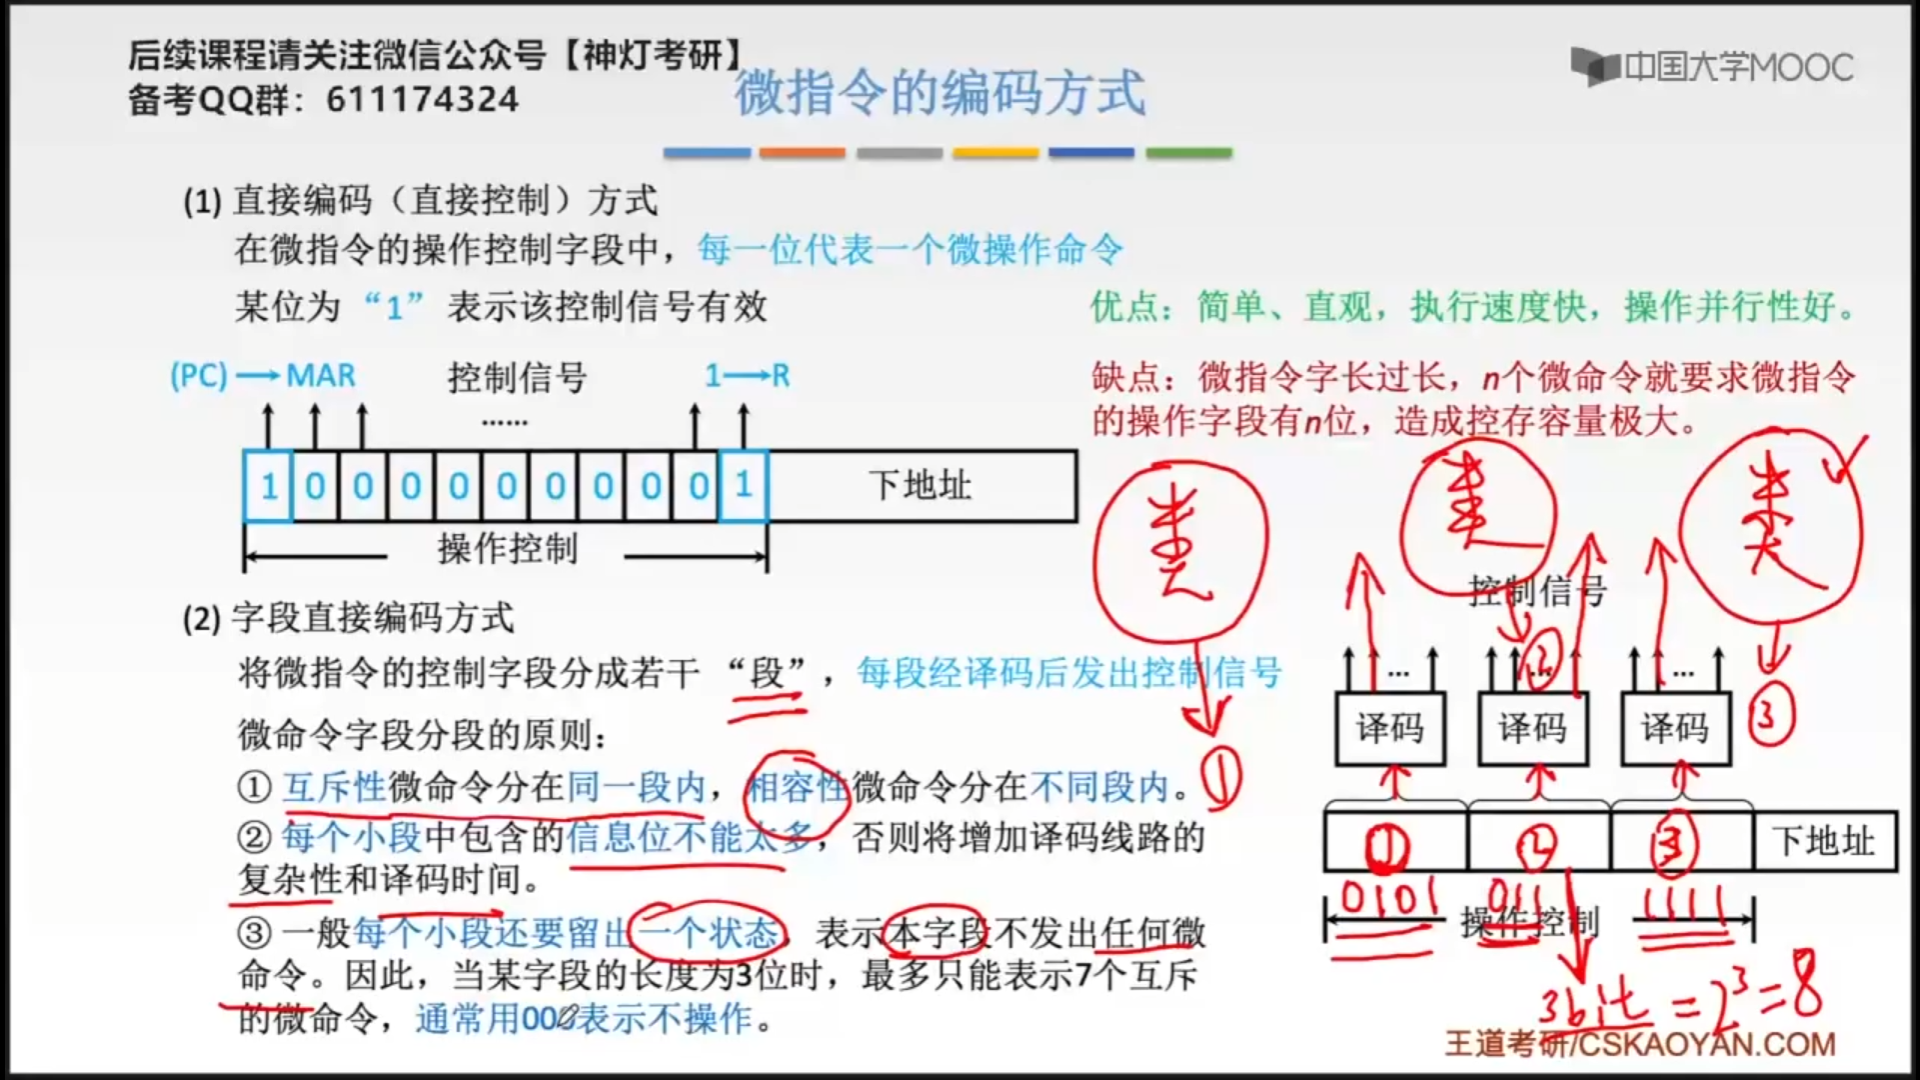 后续课程请关注微信公众号【神灯考研】
备考QQ群：611174324
微指令的编码方式
中国大学MOOC
(1) 直接编码（直接控制）方式
在微指令的操作控制字段中，每一位代表一个微操作命令
某位为“1”表示该控制信号有效
优点：简单、直观，执行速度快，操作并行性好。
缺点：微指令字长过长，n个微命令就要求微指令
的操作字段有n位，造成控存容量极大。
(PC) → MAR 控制信号 1 → R
……
1 0 0 0 0 0 0 0 0 0 1 下地址
操作控制
(2) 字段直接编码方式
将微指令的控制字段分成若干“段”，每段经译码后发出控制信号
微命令字段分段的原则：
① 互斥性微命令分在同一段内，相容性微命令分在不同段内。
② 每个小段中包含的信息位不能太多，否则将增加译码线路的
复杂性和译码时间。
③ 一般每个小段还要留出一个状态，表示本字段不发出任何微
命令。因此，当某字段的长度为3位时，最多只能表示7个互斥
的微命令，通常用000表示不操作。
类 类 类
控制信号
① ② ③
... ... ...
译码 译码 译码
① ② ③ 下地址
0101 011 1111
操作控制
3bit = 2³ = 8
王道考研/CSKAOYAN.COM